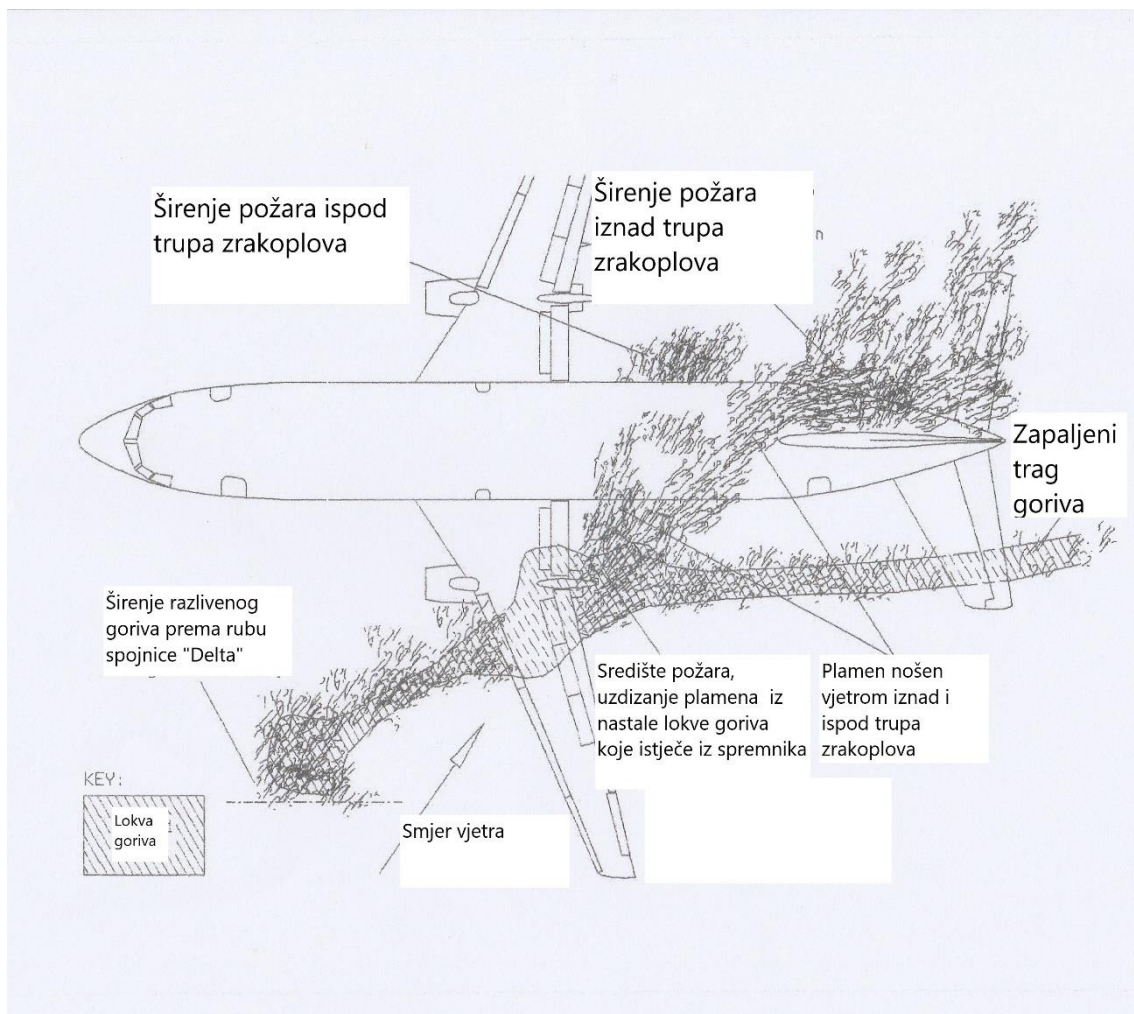 Širenje požara ispod
trupa zrakoplova
Širenje požara
iznad trupa
zrakoplova
n
Zapaljeni
trag
goriva
Širenje razlivenog
goriva prema rubu
spojnice "Delta"
Središte požara,
uzdizanje plamena iz
nastale lokve goriva
koje istječe iz spremnika
Plamen nošen
vjetrom iznad i
ispod trupa
zrakoplova
KEY:
Lokva
goriva
Smjer vjetra